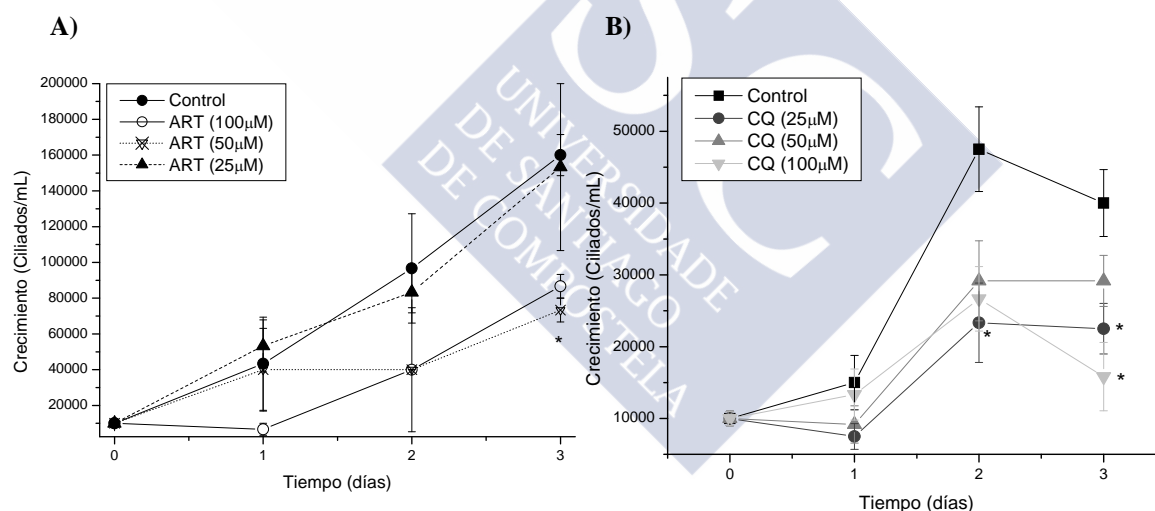 A)
Control
ART (100μM)
ART (50μM)
ART (25μM)
200000
180000
160000
140000
120000
100000
80000
60000
40000
20000
Crecimiento (Ciliados/mL)
0
1
2
3
Tiempo (días)
*
B)
Control
CQ (25μM)
CQ (50μM)
CQ (100μM)
50000
40000
30000
20000
10000
Crecimiento (Ciliados/mL)
0
1
2
3
Tiempo (días)
*
*
*
SC
UNIVERSIDADE
DE SANTIAGO
DE COMPOSTELA